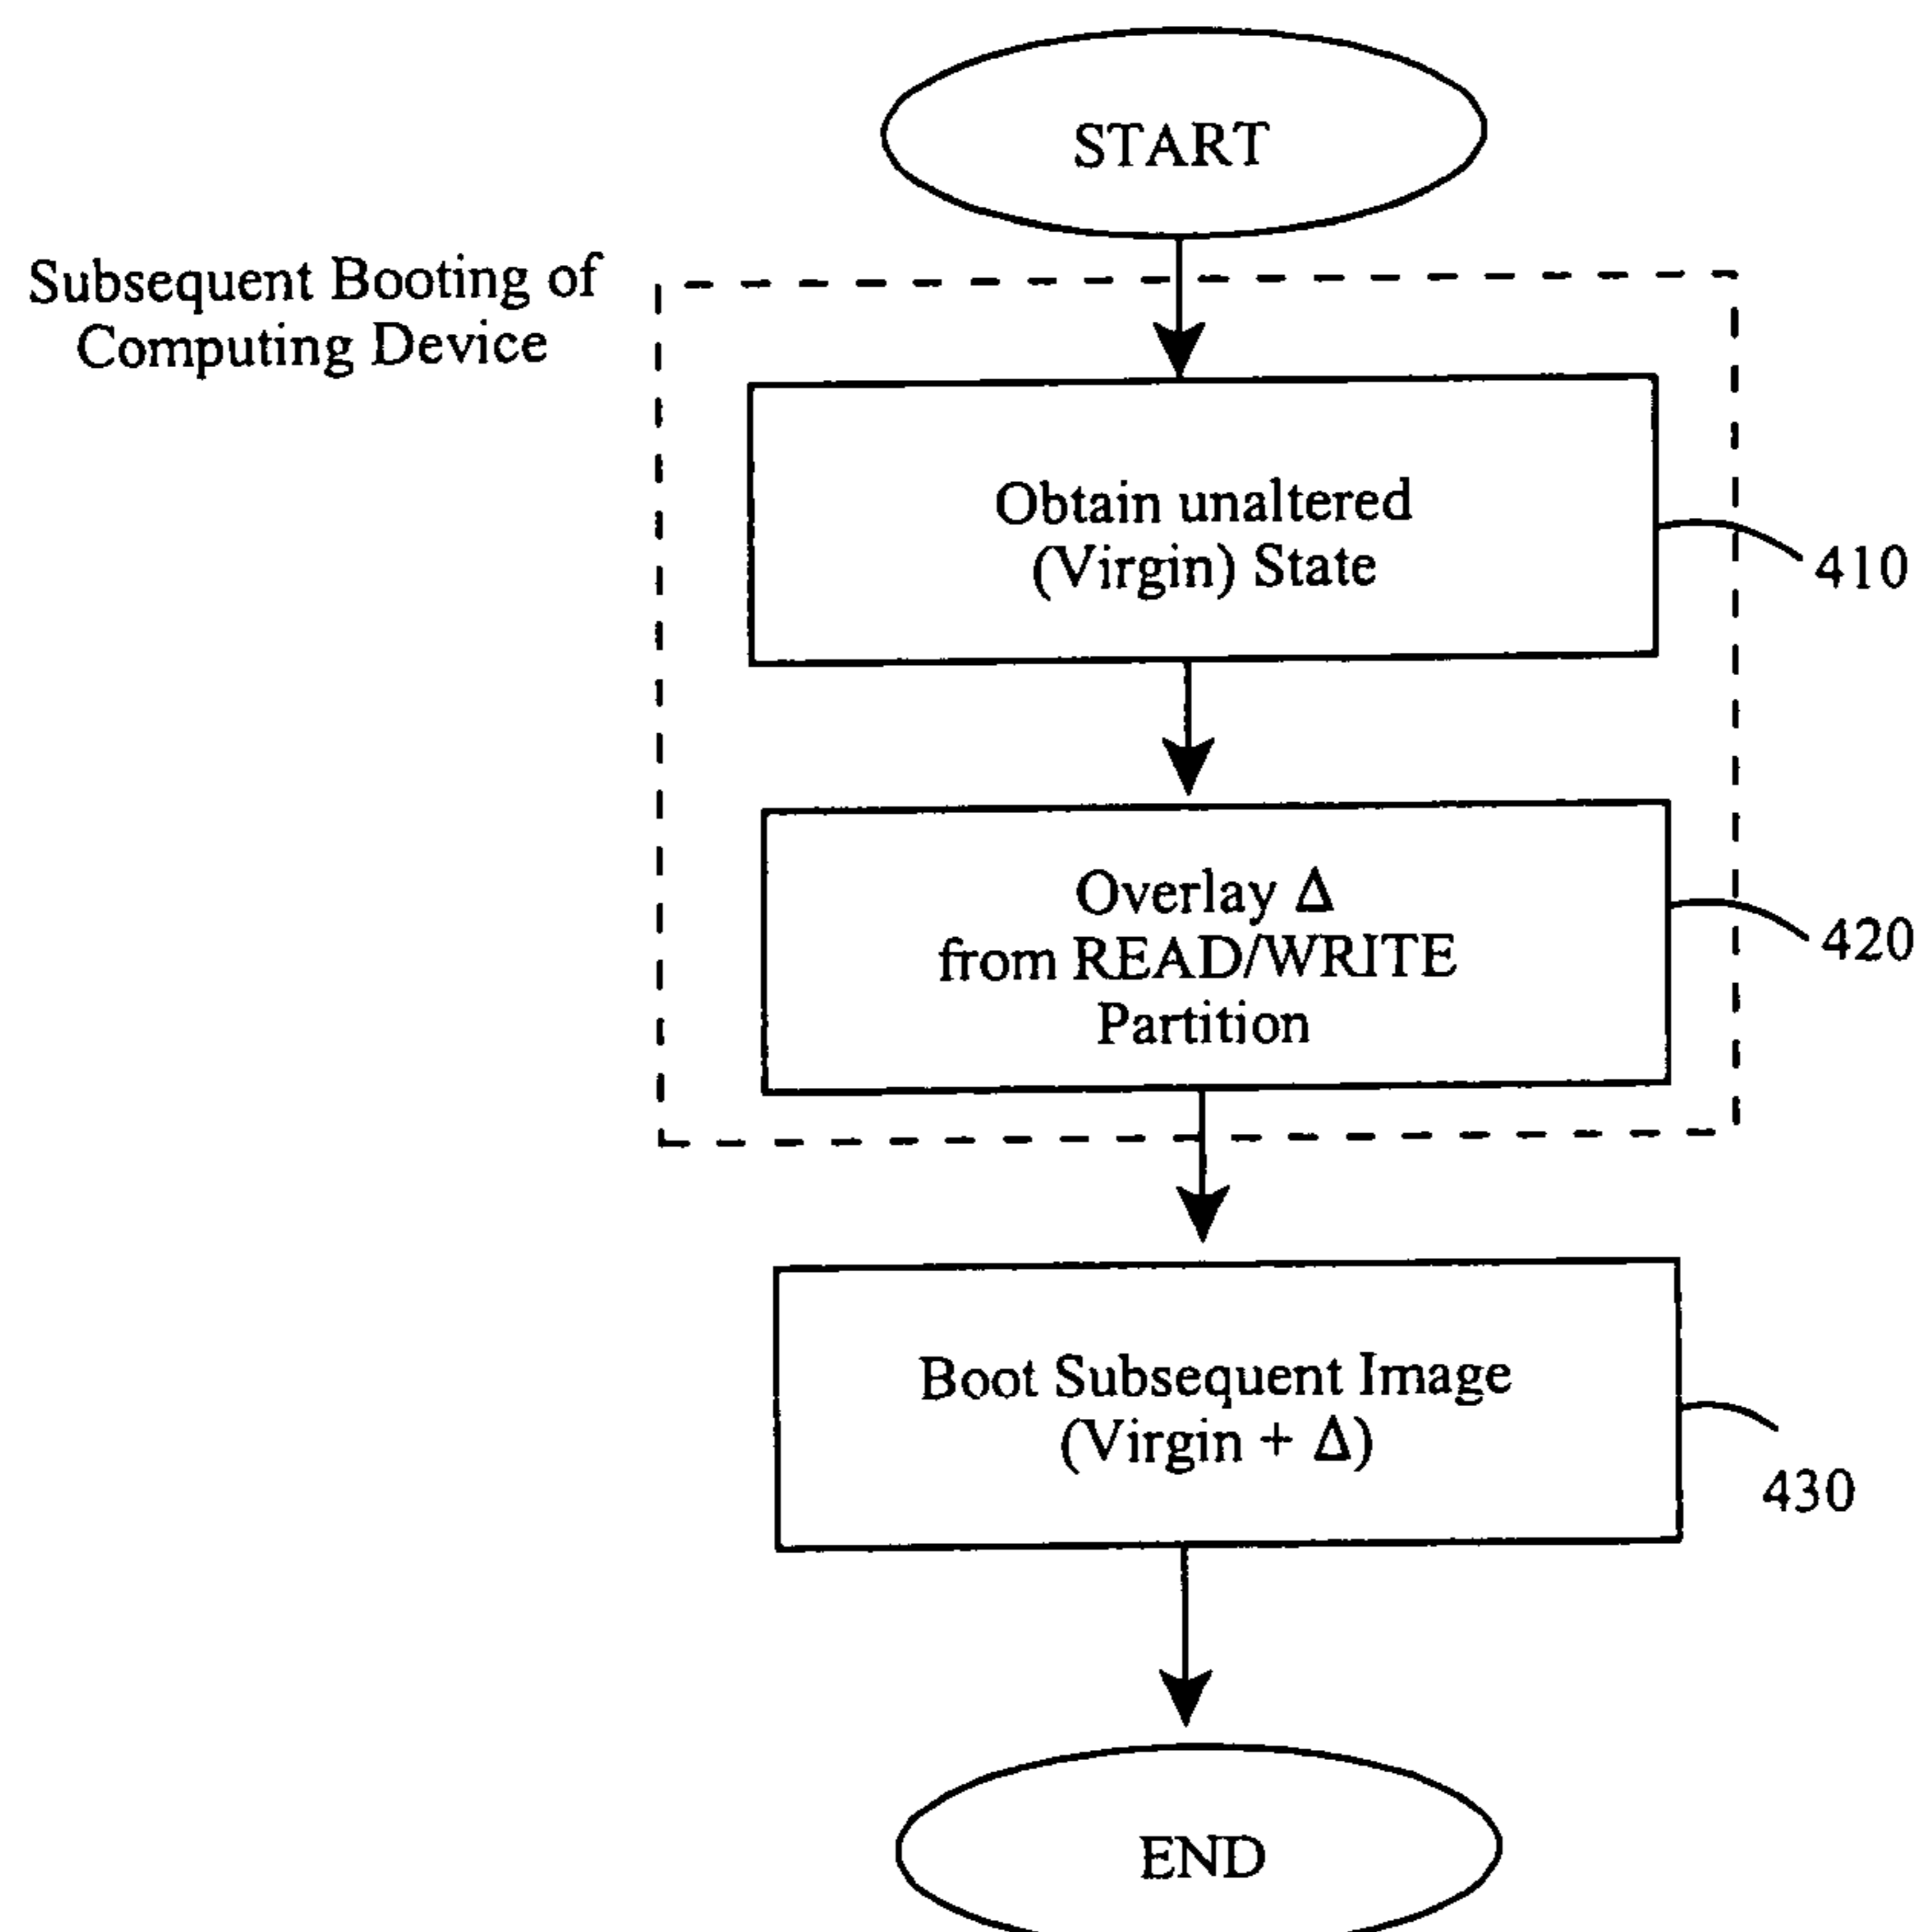 START
Subsequent Booting of
Computing Device
Obtain unaltered
(Virgin) State
410
Overlay Δ
from READ/WRITE
Partition
420
Boot Subsequent Image
(Virgin + Δ)
430
END